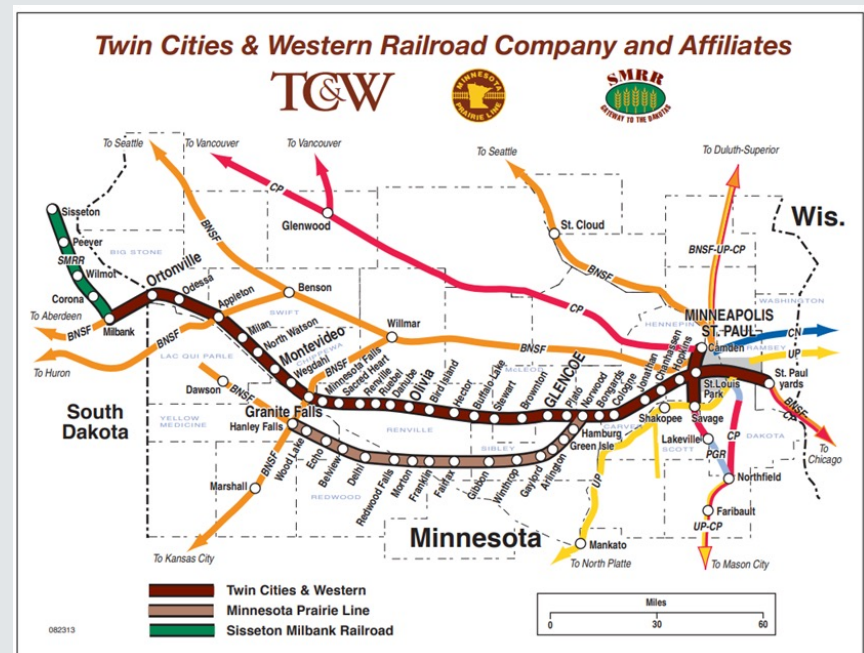 Twin Cities & Western Railroad Company and Affiliates
TC&W
MINNESOTA
PRAIRIE LINE
SMRR
GATEWAY TO THE DAKOTAS
To Seattle
To Vancouver
To Vancouver
To Seattle
To Duluth-Superior
Wis.
CP
Glenwood
St. Cloud
Sisseton
Peever
SMRR
Wilmot
Corona
Milbank
BIG STONE
BNSF
BNSF
BNSF-UP-CP
Ortonville
Odessa
Appleton
Benson
SWIFT
CP
WASHINGTON
HENNEPIN
MINNEAPOLIS
ST. PAUL
CN
RAMSEY
UP
Camden
To Aberdeen
BNSF
BNSF
To Huron
LAC QUI PARLE
Milan
North Watson
Montevideo
CHIPPEWA
Wegdahl
Willmar
BNSF
BNSF
Minnesota Falls
Sacred Heart
Renville
Ruebel
Danube
Olivia
Bird Island
Hector
Buffalo Lake
Stewart
Brownton
McLEOD
GLENCOE
Plato
Norwood
Bongards
Cologne
Jonathan
Chanhassen
Hopkins
St. Louis
Park
St. Paul
yards
BNSF
CP
To
Chicago
South
Dakota
Dawson
BNSF
YELLOW
MEDICINE
Granite Falls
Hanley Falls
RENVILLE
SIBLEY
Hamburg
Green Isle
CARVER
Shakopee
Savage
SCOTT
Lakeville
CP
DAKOTA
PGR
Northfield
Wood Lake
Echo
Belview
Delhi
Redwood Falls
Morton
Franklin
Fairfax
Gibbon
Winthrop
Gaylord
Arlington
BNSF
Marshall
REDWOOD
UP
Faribault
UP-CP
Minnesota
Mankato
To Kansas City
To North Platte
To Mason City
Twin Cities & Western
Minnesota Prairie Line
Sisseton Milbank Railroad
Miles
0
30
60
082313